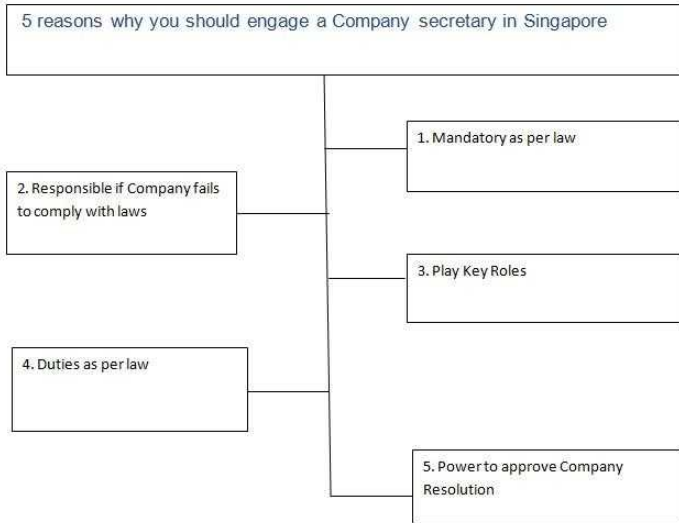 5 reasons why you should engage a Company secretary in Singapore
1. Mandatory as per law
2. Responsible if Company fails
to comply with laws
3. Play Key Roles
4. Duties as per law
5. Power to approve Company
Resolution